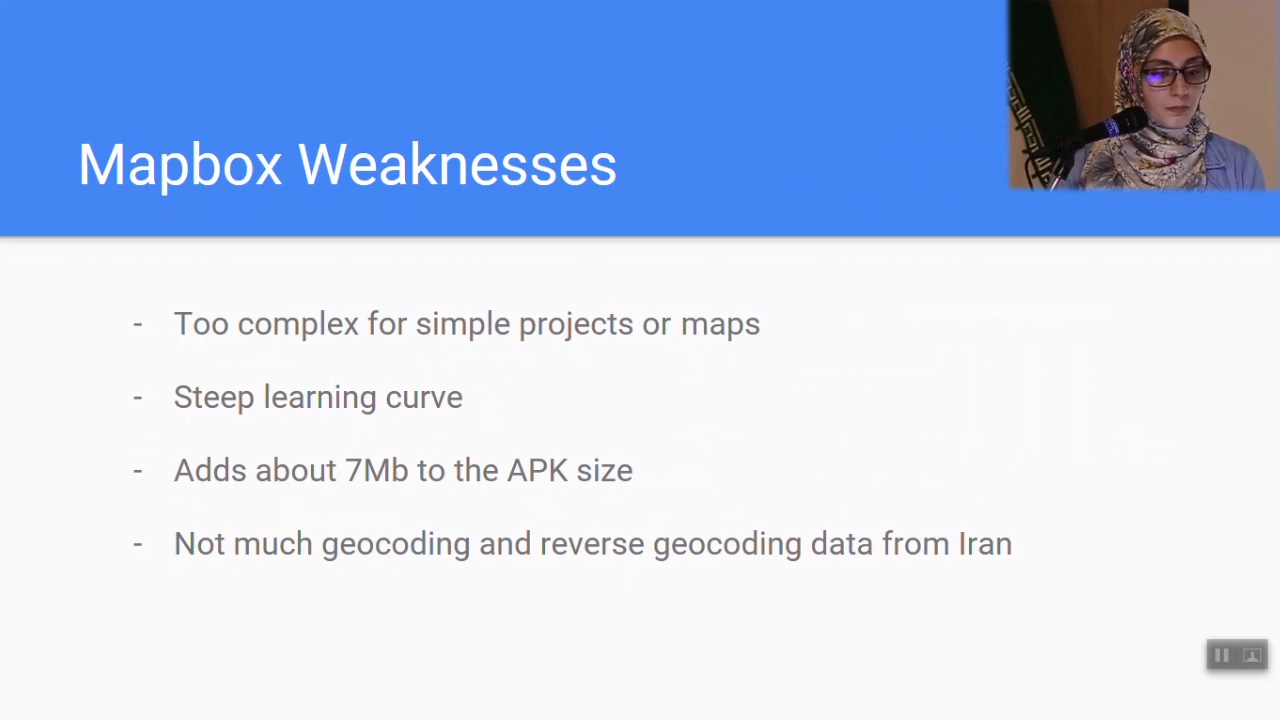 Mapbox Weaknesses
- Too complex for simple projects or maps
- Steep learning curve
- Adds about 7Mb to the APK size
- Not much geocoding and reverse geocoding data from Iran